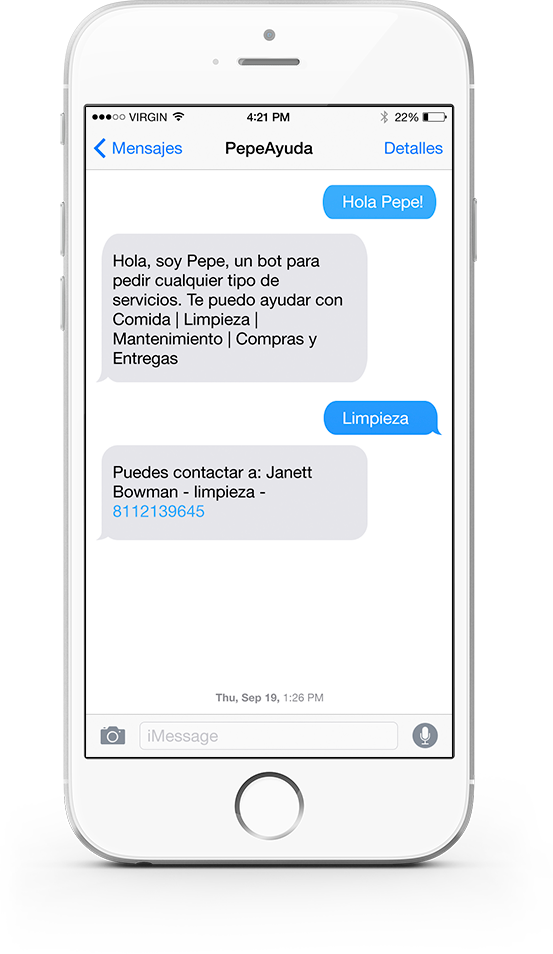 VIRGIN 4:21 PM 22%
Mensajes PepeAyuda Detalles
Hola Pepe!
Hola, soy Pepe, un bot para
pedir cualquier tipo de
servicios. Te puedo ayudar con
Comida | Limpieza |
Mantenimiento | Compras y
Entregas
Limpieza
Puedes contactar a: Janett
Bowman - limpieza -
8112139645
Thu, Sep 19, 1:26 PM
iMessage